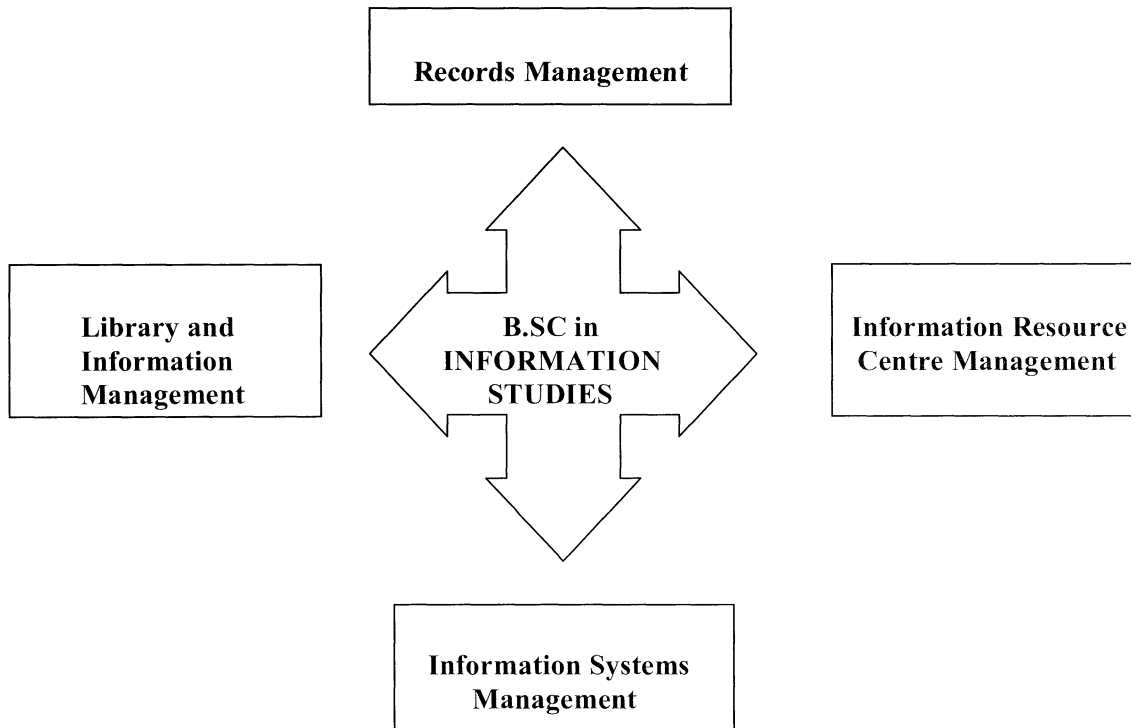 Records Management
Library and
Information
Management
B.SC in
INFORMATION
STUDIES
Information Resource
Centre Management
Information Systems
Management